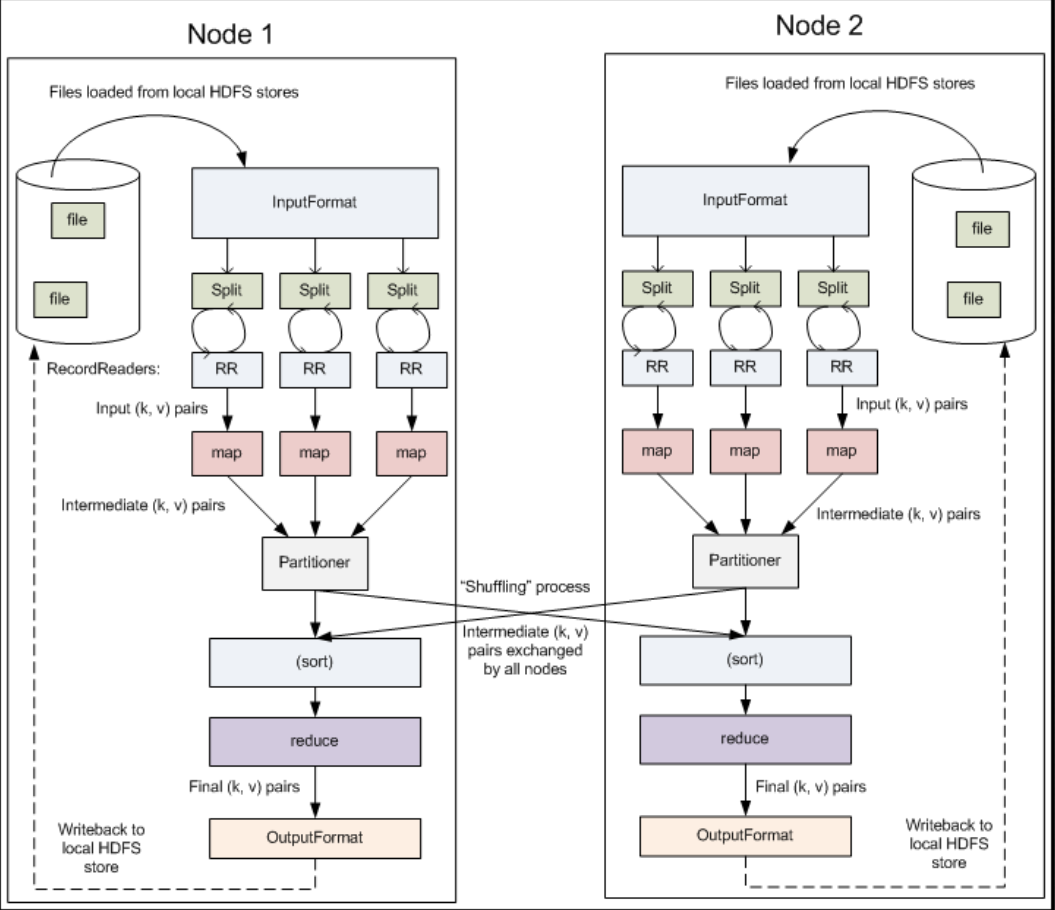 Node 1
Files loaded from local HDFS stores
InputFormat
file
file
Split
Split
Split
RecordReaders:
RR
RR
RR
Input (k, v) pairs
map
map
map
Intermediate (k, v) pairs
Partitioner
(sort)
reduce
Final (k, v) pairs
OutputFormat
Writeback to
local HDFS
store
"Shuffling" process
Intermediate (k, v)
pairs exchanged
by all nodes
Node 2
Files loaded from local HDFS stores
InputFormat
file
file
Split
Split
Split
RR
RR
RR
Input (k, v) pairs
map
map
map
Intermediate (k, v) pairs
Partitioner
(sort)
reduce
Final (k, v) pairs
OutputFormat
Writeback to
local HDFS
store